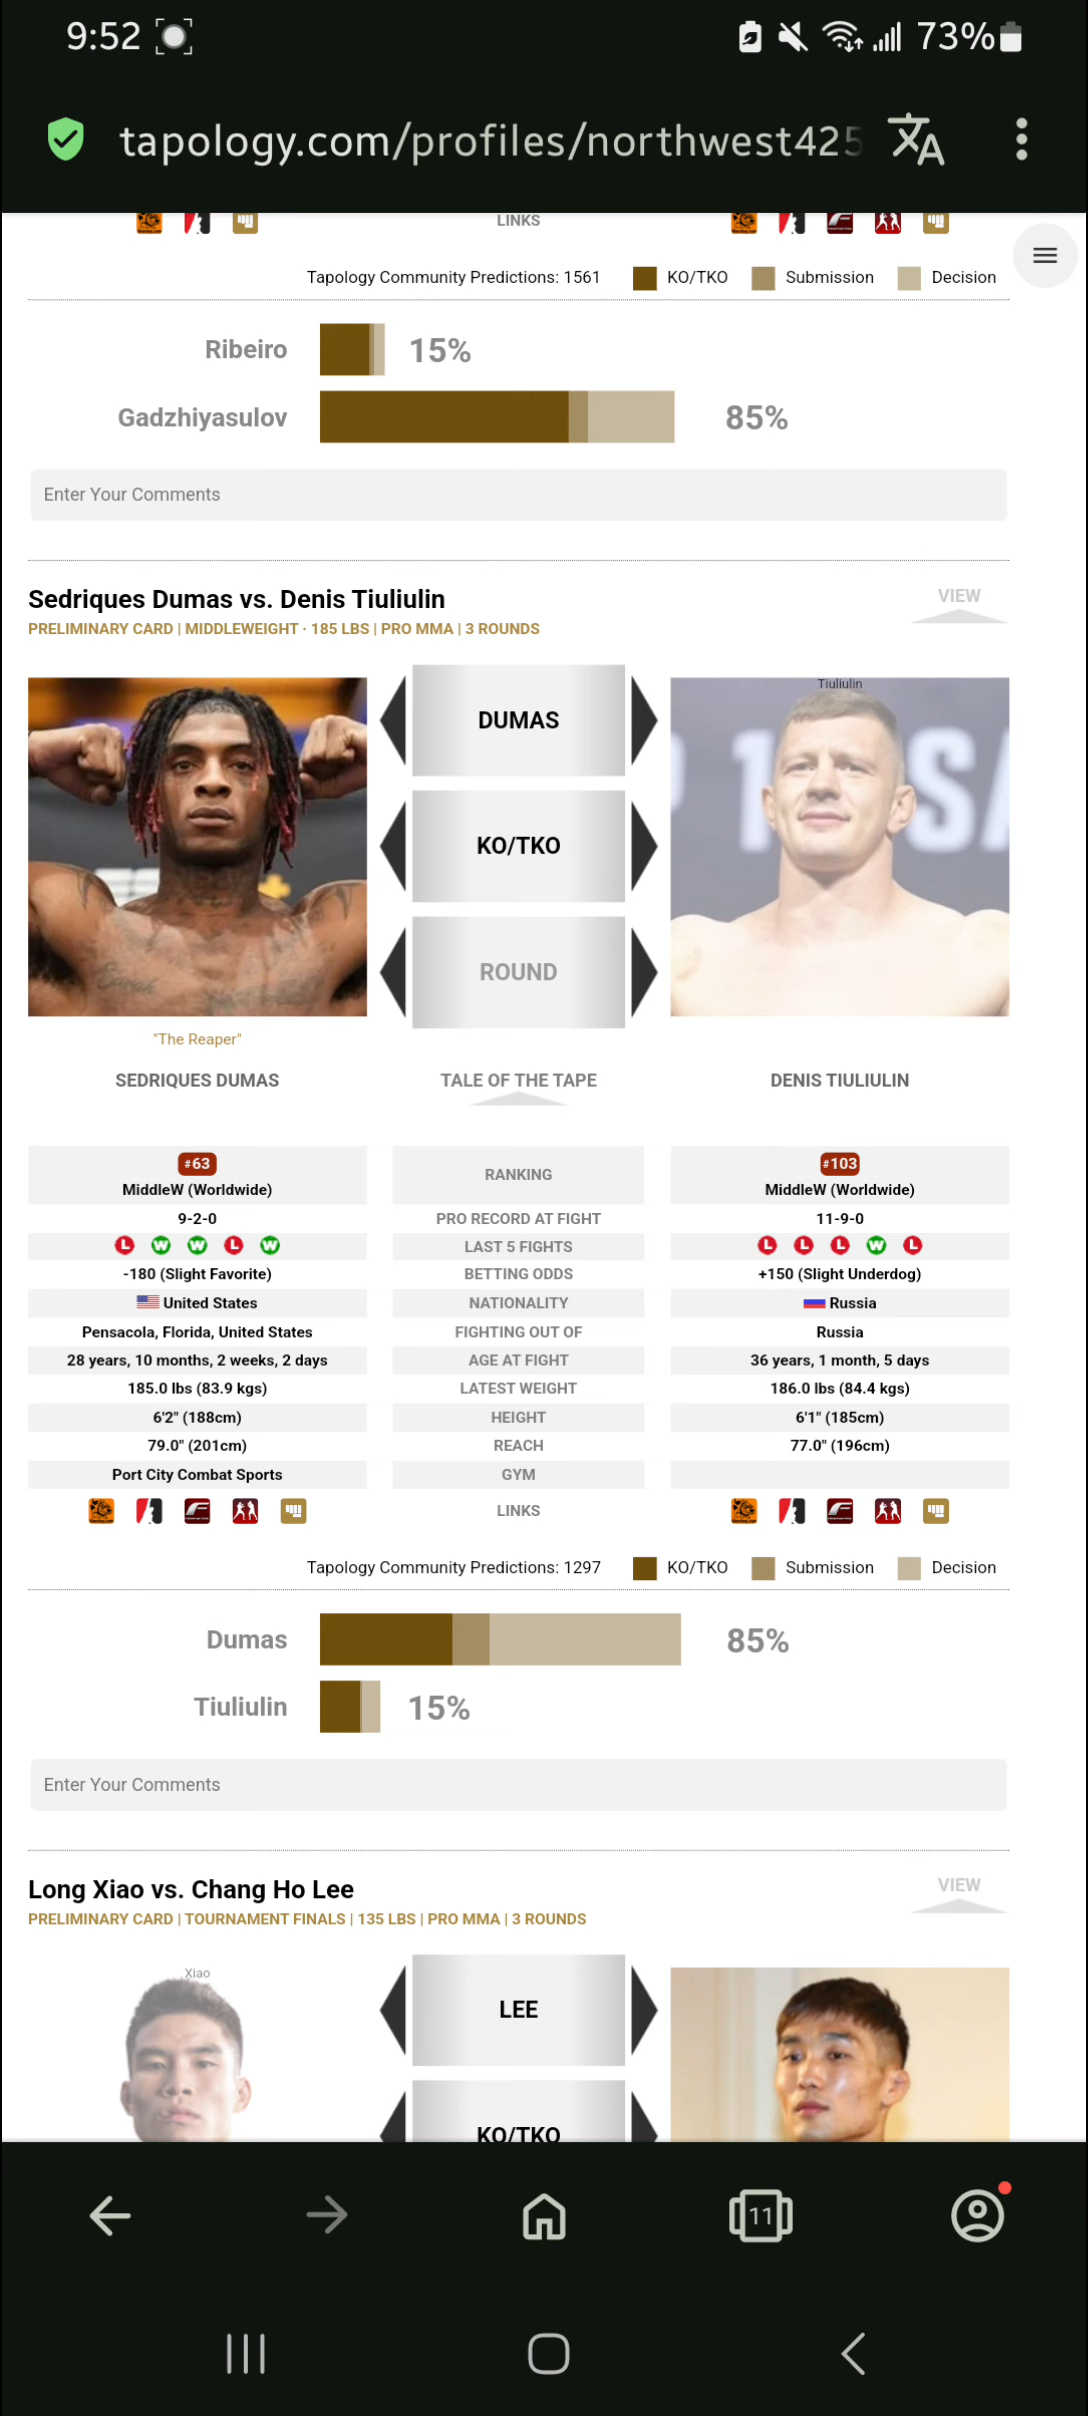 9:52 73%
tapology.com/profiles/northwest425
LINKS
Tapology Community Predictions: 1561 KO/TKO Submission Decision
Ribeiro 15%
Gadzhiyasulov 85%
Enter Your Comments
Sedriques Dumas vs. Denis Tiuliulin VIEW
PRELIMINARY CARD | MIDDLEWEIGHT · 185 LBS | PRO MMA | 3 ROUNDS
Tiuliulin
DUMAS
KO/TKO
ROUND
"The Reaper"
SEDRIQUES DUMAS TALE OF THE TAPE DENIS TIULIULIN
#63 RANKING #103
MiddleW (Worldwide) MiddleW (Worldwide)
9-2-0 PRO RECORD AT FIGHT 11-9-0
L W W L W LAST 5 FIGHTS L L L W L
-180 (Slight Favorite) BETTING ODDS +150 (Slight Underdog)
United States NATIONALITY Russia
Pensacola, Florida, United States FIGHTING OUT OF Russia
28 years, 10 months, 2 weeks, 2 days AGE AT FIGHT 36 years, 1 month, 5 days
185.0 lbs (83.9 kgs) LATEST WEIGHT 186.0 lbs (84.4 kgs)
6'2" (188cm) HEIGHT 6'1" (185cm)
79.0" (201cm) REACH 77.0" (196cm)
Port City Combat Sports GYM
LINKS
Tapology Community Predictions: 1297 KO/TKO Submission Decision
Dumas 85%
Tiuliulin 15%
Enter Your Comments
Long Xiao vs. Chang Ho Lee VIEW
PRELIMINARY CARD | TOURNAMENT FINALS | 135 LBS | PRO MMA | 3 ROUNDS
Xiao
LEE
KO/TKO
11